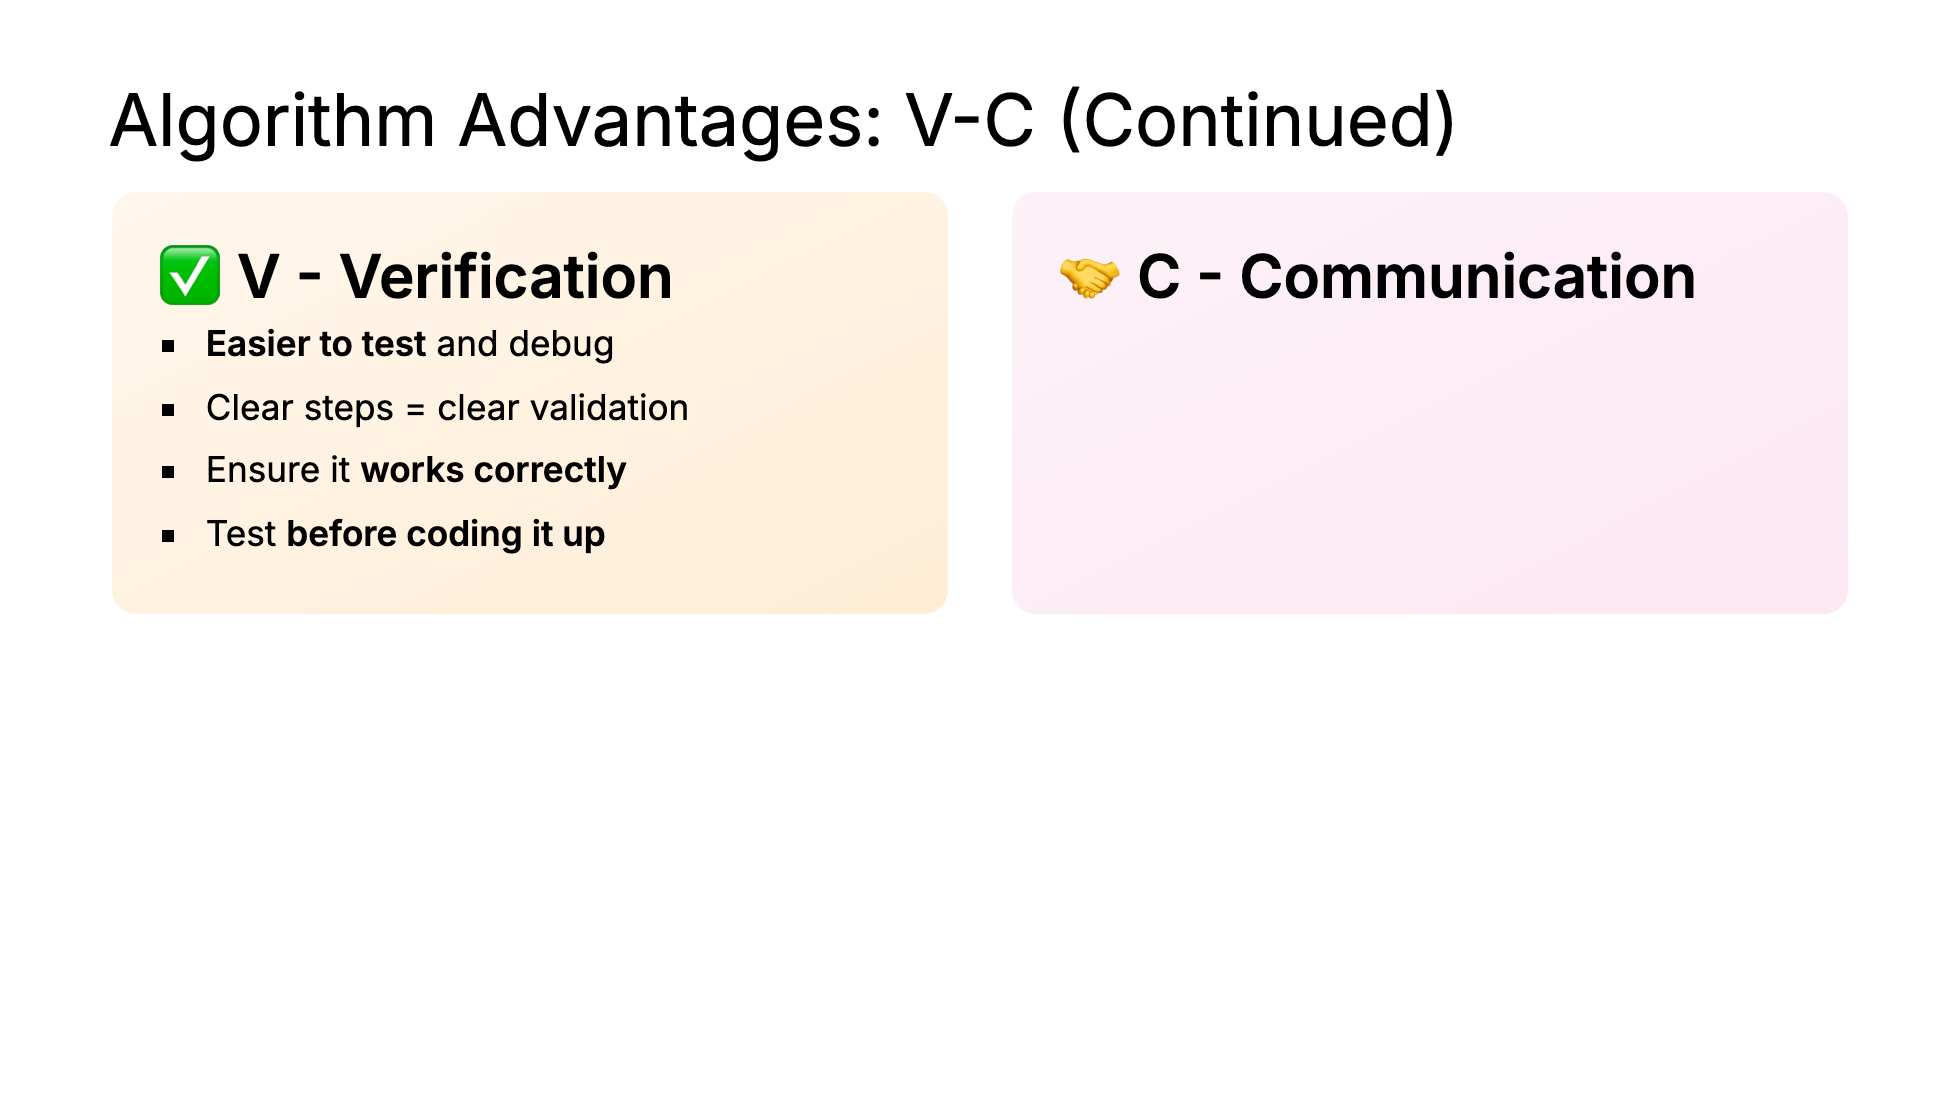 Algorithm Advantages: V-C (Continued)
✅ V - Verification
▪ Easier to test and debug
▪ Clear steps = clear validation
▪ Ensure it works correctly
▪ Test before coding it up
🤝 C - Communication